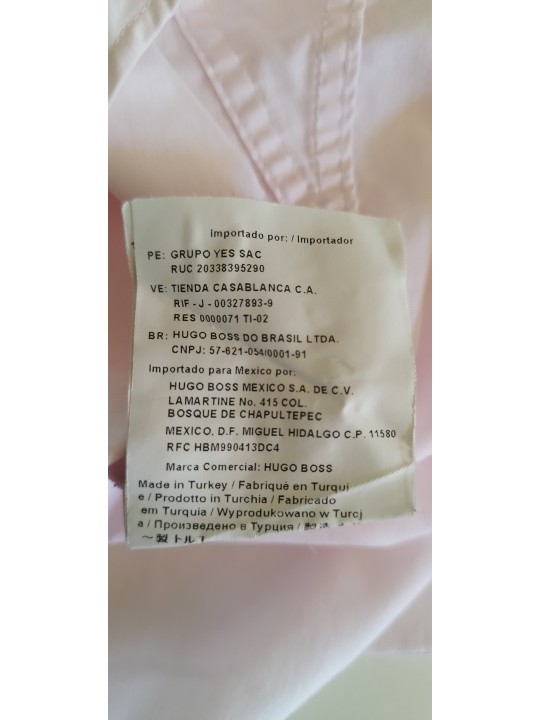 Importado por: / Importador
PE: GRUPO YES SAC
RUC 20338395290
VE: TIENDA CASABLANCA C.A.
RIF - J - 00327893-9
RES 0000071 TI-02
BR: HUGO BOSS DO BRASIL LTDA.
CNPJ: 57-621-054/0001-91
Importado para Mexico por:
HUGO BOSS MEXICO S.A. DE C.V.
LAMARTINE No. 415 COL.
BOSQUE DE CHAPULTEPEC
MEXICO, D.F. MIGUEL HIDALGO C.P. 11580
RFC HBM990413DC4
Marca Comercial: HUGO BOSS
Made in Turkey / Fabriqué en Turqui
e / Prodotto in Turchia / Fabricado
em Turquia / Wyprodukowano w Turcj
a / Произведено в Турция /
～製トル